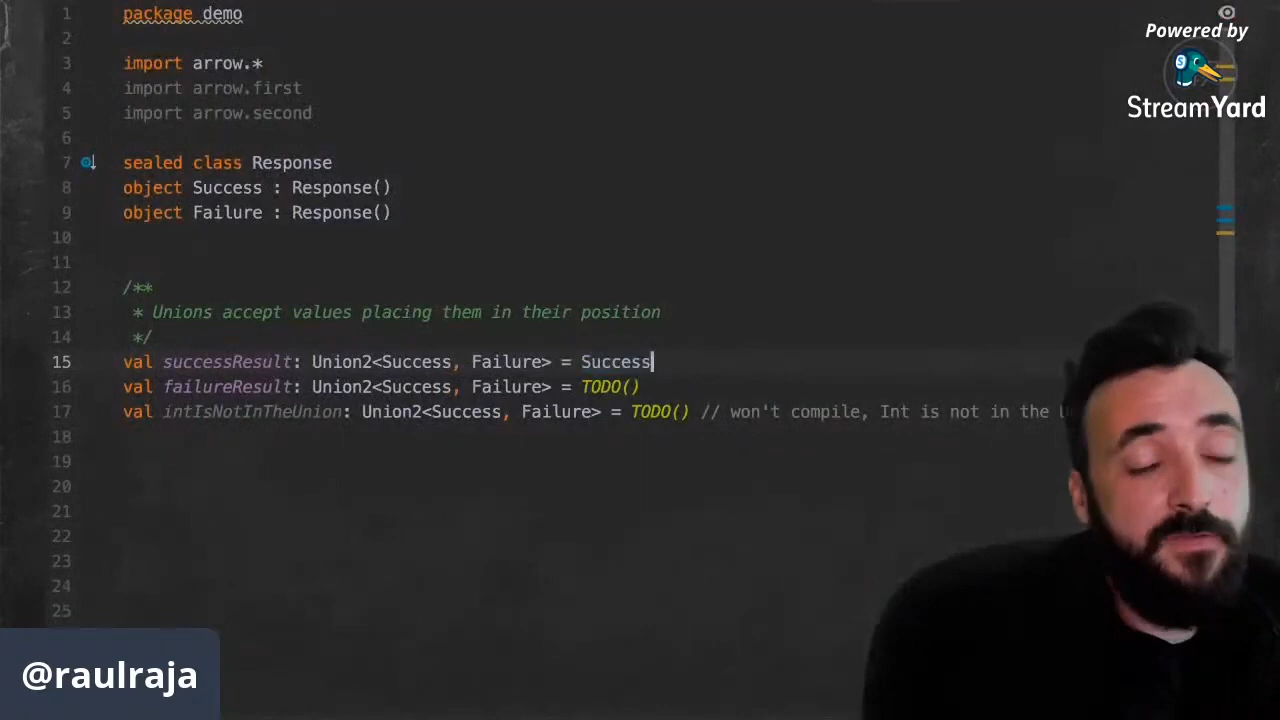 1 package demo
2
3 import arrow.*
4 import arrow.first
5 import arrow.second
6
7 sealed class Response
8 object Success : Response()
9 object Failure : Response()
10
11
12 /**
13 * Unions accept values placing them in their position
14 */
15 val successResult: Union2<Success, Failure> = Success
16 val failureResult: Union2<Success, Failure> = TODO()
17 val intIsNotInTheUnion: Union2<Success, Failure> = TODO() // won't compile, Int is not in the
18
19
20
21
22
23
24
25
Powered by
StreamYard
@raulraja